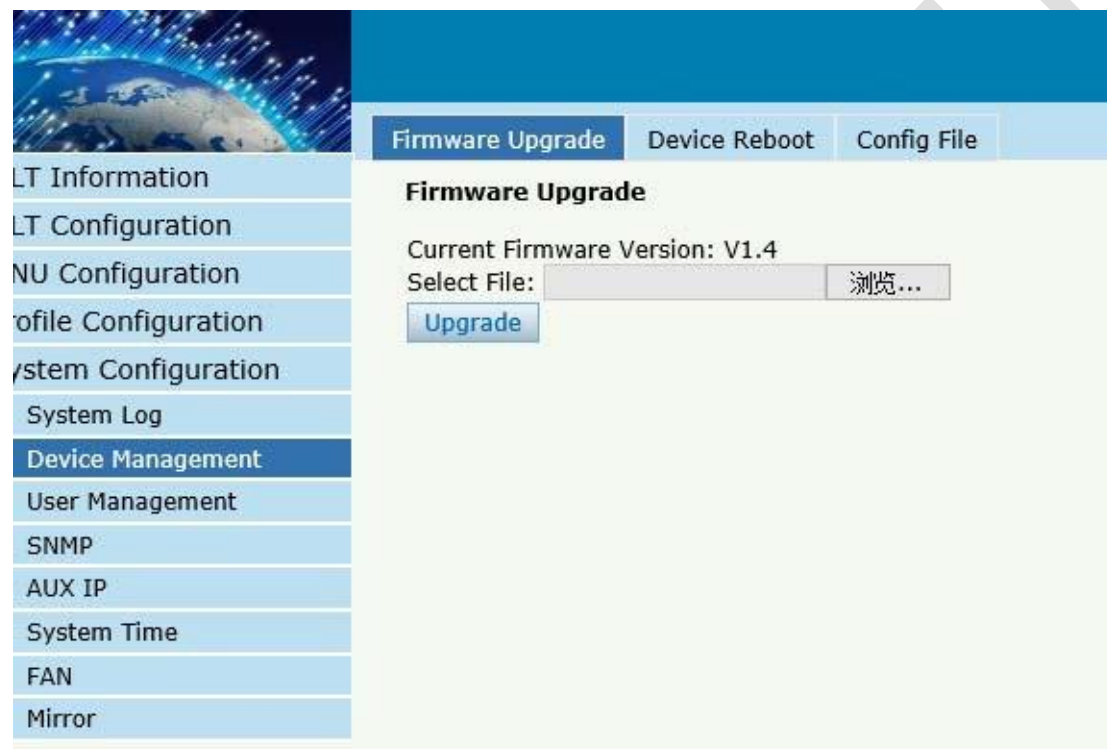 Firmware Upgrade Device Reboot Config File
LT Information
LT Configuration
NU Configuration
ofile Configuration
ystem Configuration
System Log
Device Management
User Management
SNMP
AUX IP
System Time
FAN
Mirror
Firmware Upgrade
Current Firmware Version: V1.4
Select File: 浏览...
Upgrade